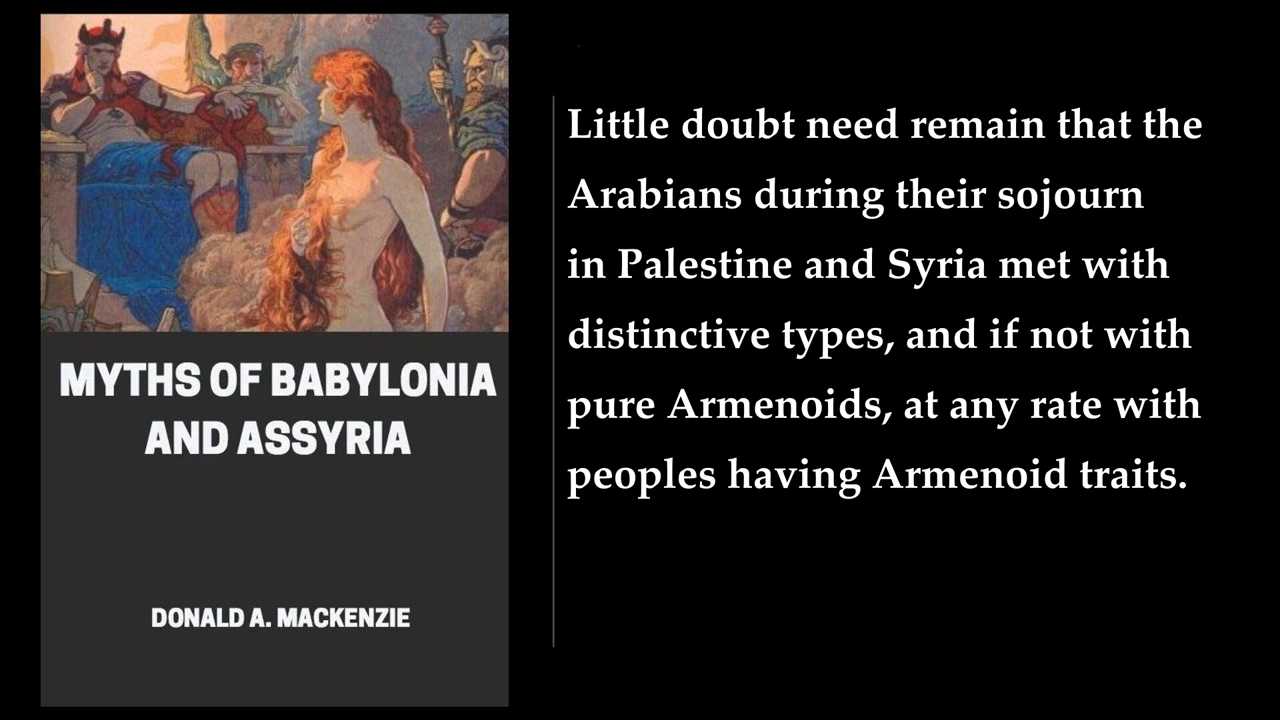 MYTHS OF BABYLONIA
AND ASSYRIA
DONALD A. MACKENZIE
Little doubt need remain that the
Arabians during their sojourn
in Palestine and Syria met with
distinctive types, and if not with
pure Armenoids, at any rate with
peoples having Armenoid traits.